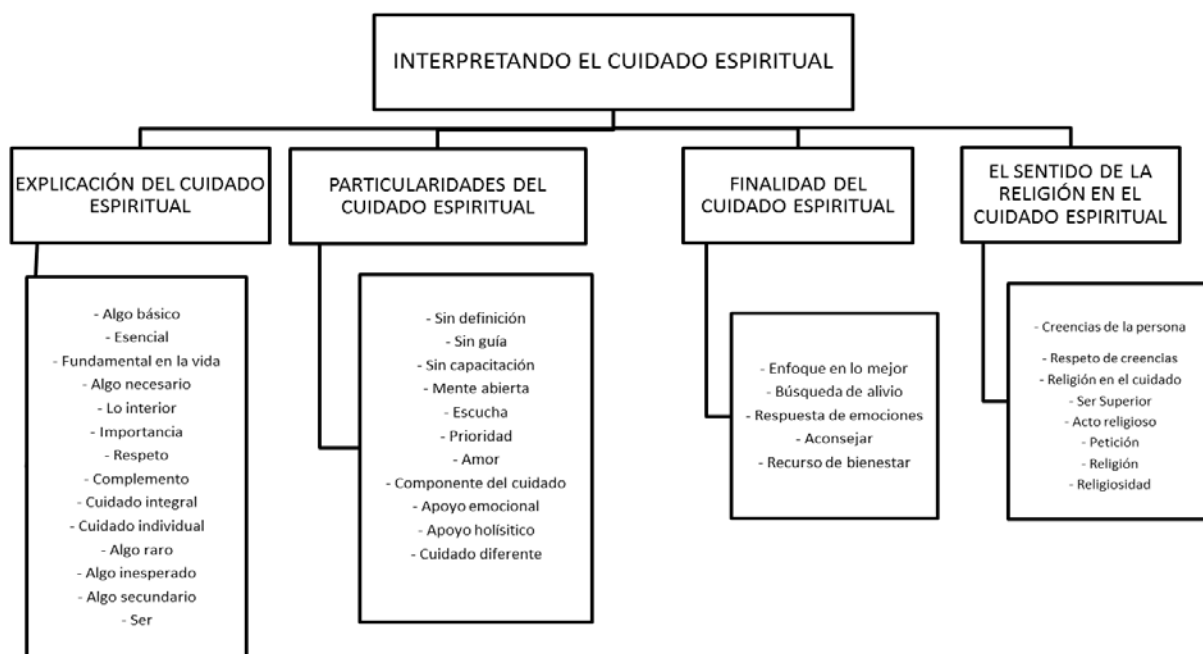 INTERPRETANDO EL CUIDADO ESPIRITUAL
EXPLICACIÓN DEL CUIDADO
ESPIRITUAL
- Algo básico
- Esencial
- Fundamental en la vida
- Algo necesario
- Lo interior
- Importancia
- Respeto
- Complemento
- Cuidado integral
- Cuidado individual
- Algo raro
- Algo inesperado
- Algo secundario
- Ser
PARTICULARIDADES DEL
CUIDADO ESPIRITUAL
- Sin definición
- Sin guía
- Sin capacitación
- Mente abierta
- Escucha
- Prioridad
- Amor
- Componente del cuidado
- Apoyo emocional
- Apoyo holísitico
- Cuidado diferente
FINALIDAD DEL
CUIDADO ESPIRITUAL
- Enfoque en lo mejor
- Búsqueda de alivio
- Respuesta de emociones
- Aconsejar
- Recurso de bienestar
EL SENTIDO DE LA
RELIGIÓN EN EL
CUIDADO ESPIRITUAL
- Creencias de la persona
- Respeto de creencias
- Religión en el cuidado
- Ser Superior
- Acto religioso
- Petición
- Religión
- Religiosidad